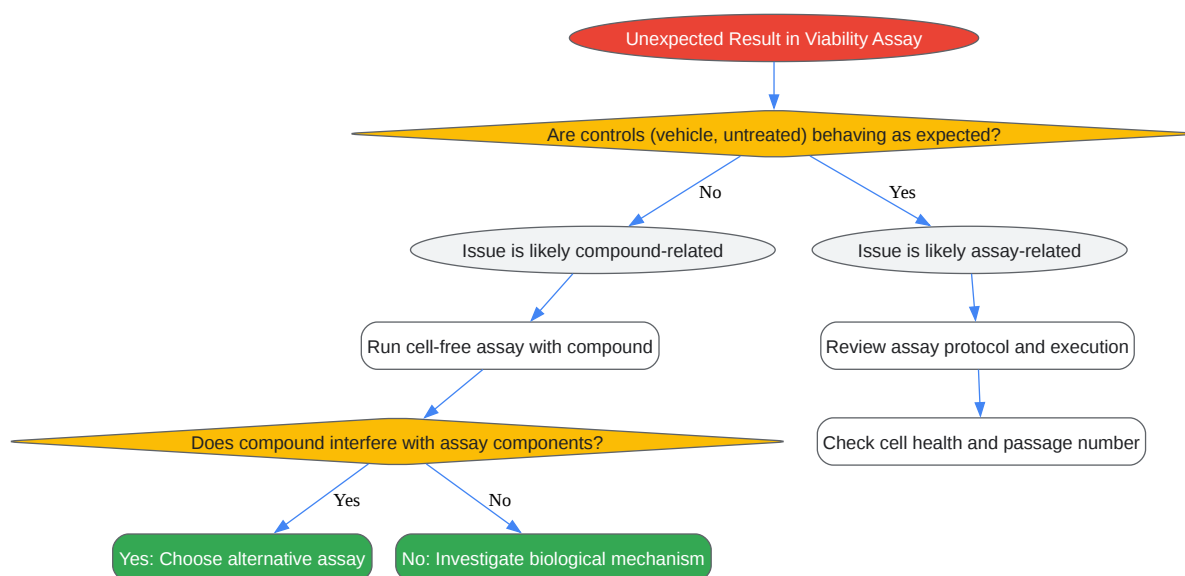 Unexpected Result in Viability Assay
Are controls (vehicle, untreated) behaving as expected?
No
Yes
Issue is likely compound-related
Issue is likely assay-related
Run cell-free assay with compound
Review assay protocol and execution
Does compound interfere with assay components?
Check cell health and passage number
Yes
No
Yes: Choose alternative assay
No: Investigate biological mechanism